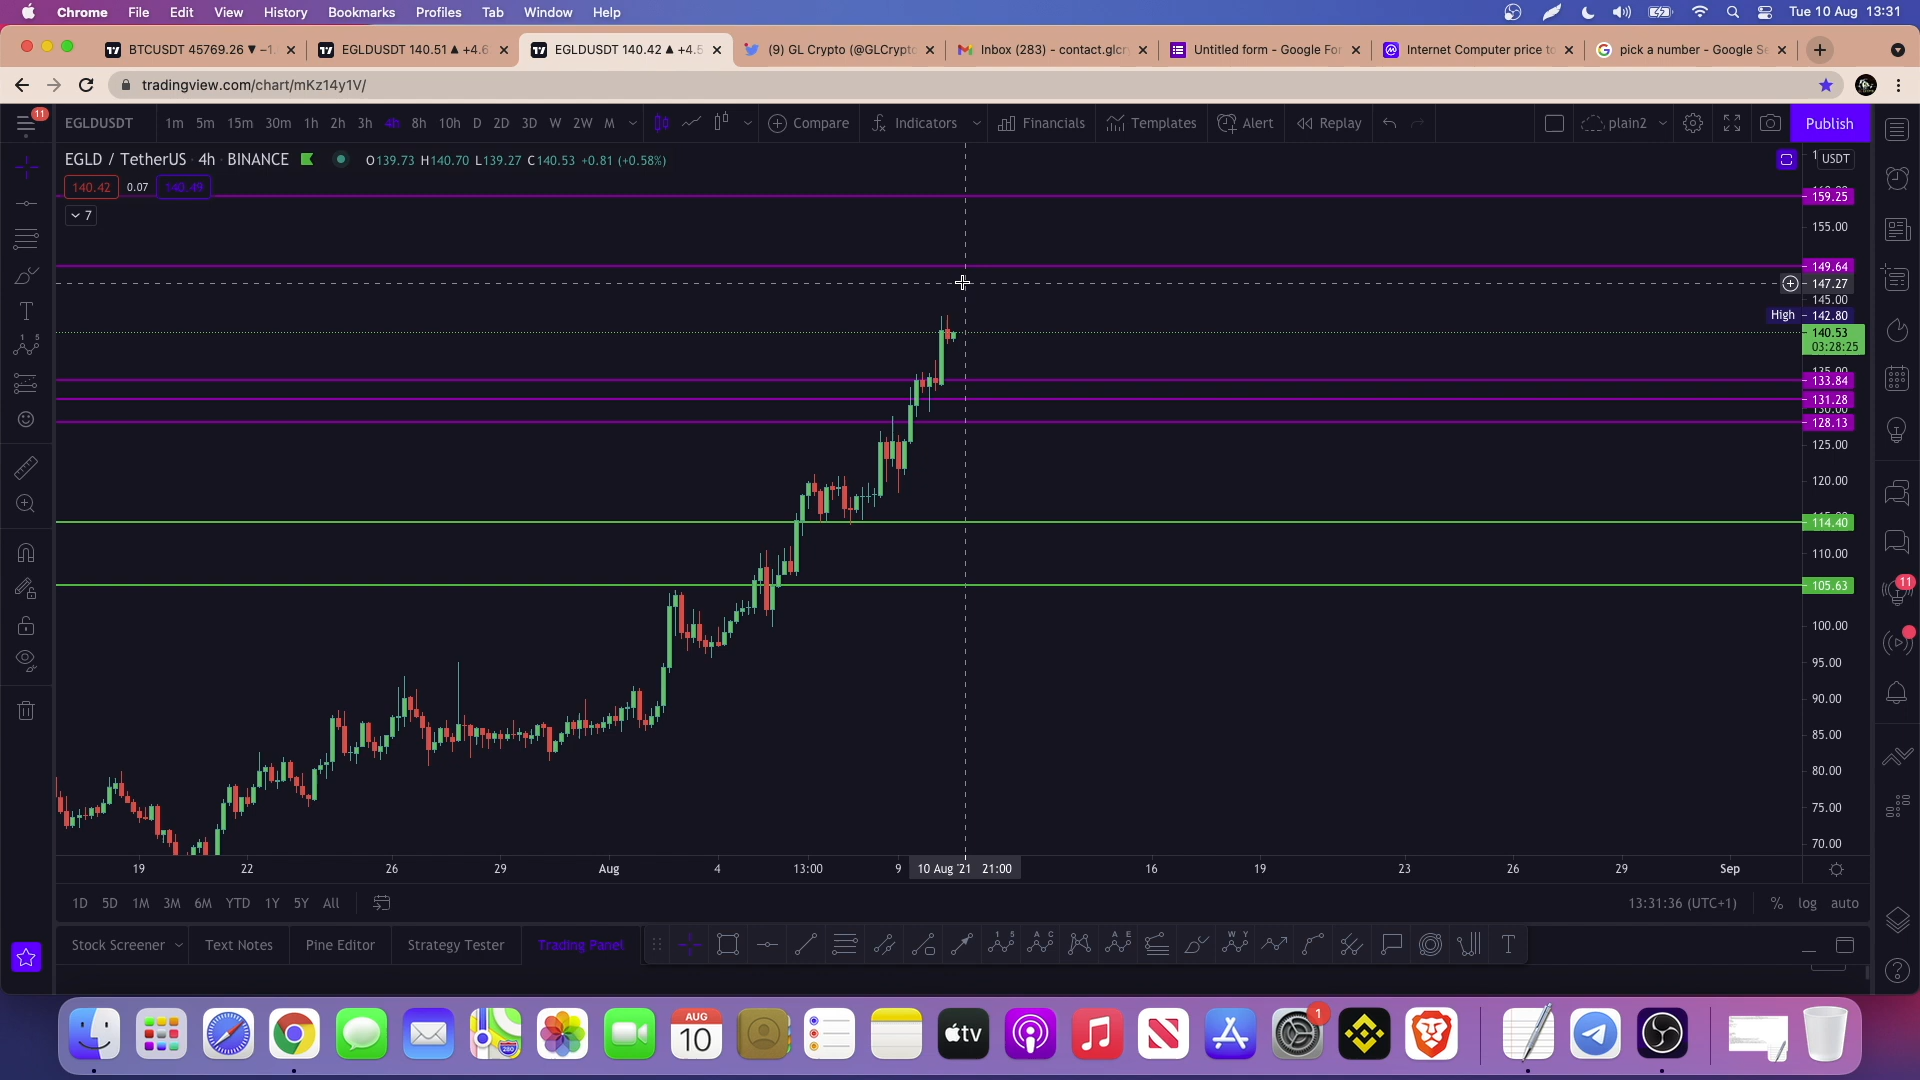 Chrome File Edit View History Bookmarks Profiles Tab Window Help Tue 10 Aug 13:31
BTCUSDT 45769.26 ▼ −1. EGLDUSDT 140.51 ▲ +4.6 EGLDUSDT 140.42 ▲ +4.5 (9) GL Crypto (@GLCrypto Inbox (283) - contact.glcr Untitled form - Google For Internet Computer price to pick a number - Google Se
tradingview.com/chart/mKz14y1V/
11 EGLDUSDT 1m 5m 15m 30m 1h 2h 3h 4h 8h 10h D 2D 3D W 2W M Compare Indicators Financials Templates Alert Replay plain2 Publish
EGLD / TetherUS 4h BINANCE O139.73 H140.70 L139.27 C140.53 +0.81 (+0.58%) USDT
140.42 0.07 140.49
7
159.25
155.00
149.64
147.27
145.00
High 142.80
140.53
03:28:25
133.84
131.28
128.13
125.00
120.00
114.40
110.00
105.63
11
100.00
95.00
90.00
85.00
80.00
75.00
70.00
19 22 26 29 Aug 4 13:00 9 10 Aug '21 21:00 16 19 23 26 29 Sep
1D 5D 1M 3M 6M YTD 1Y 5Y All 13:31:36 (UTC+1) % log auto
Stock Screener Text Notes Pine Editor Strategy Tester Trading Panel
AUG
10
280
tv
1